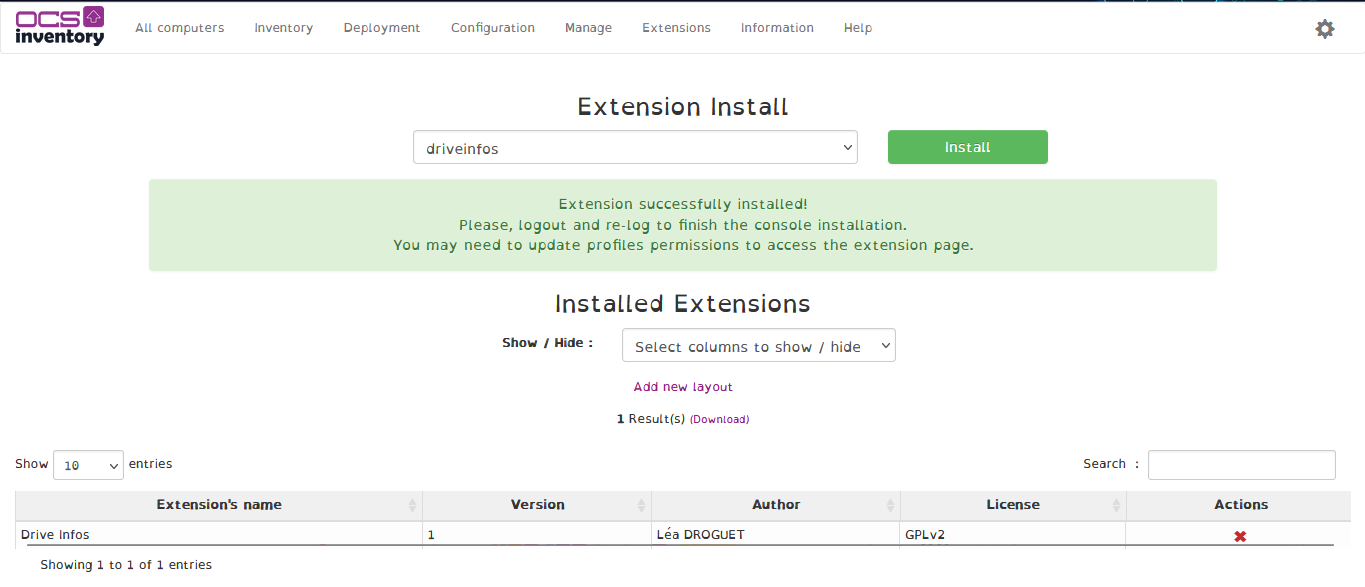 OCS
inventory
All computers Inventory Deployment Configuration Manage Extensions Information Help
Extension Install
driveinfos Install
Extension successfully installed!
Please, logout and re-log to finish the console installation.
You may need to update profiles permissions to access the extension page.
Installed Extensions
Show / Hide : Select columns to show / hide
Add new layout
1 Result(s) (Download)
Show 10 entries Search :
Extension's name Version Author License Actions
Drive Infos 1 Léa DROGUET GPLv2
Showing 1 to 1 of 1 entries